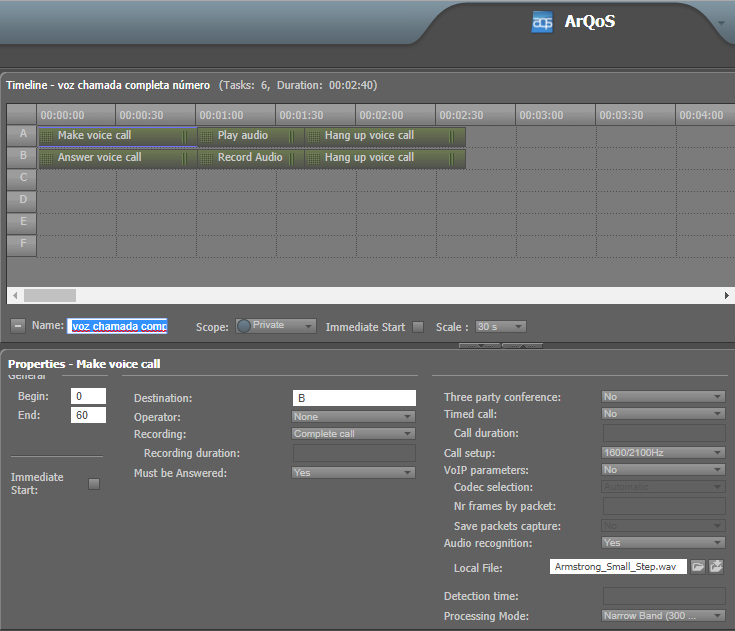 aqs ArQoS
Timeline - voz chamada completa número (Tasks: 6, Duration: 00:02:40)
00:00:00 00:00:30 00:01:00 00:01:30 00:02:00 00:02:30 00:03:00 00:03:30 00:04:00
A Make voice call Play audio Hang up voice call
B Answer voice call Record Audio Hang up voice call
C
D
E
F
Name: voz chamada comp Scope: Private Immediate Start Scale : 30 s
Properties - Make voice call
General
Begin: 0
End: 60
Immediate
Start:
Destination: B
Operator: None
Recording: Complete call
Recording duration:
Must be Answered: Yes
Three party conference: No
Timed call: No
Call duration:
Call setup: 1600/2100Hz
VoIP parameters: No
Codec selection: Automatic
Nr frames by packet:
Save packets capture: No
Audio recognition: Yes
Local File: Armstrong_Small_Step.wav
Detection time:
Processing Mode: Narrow Band (300 ...